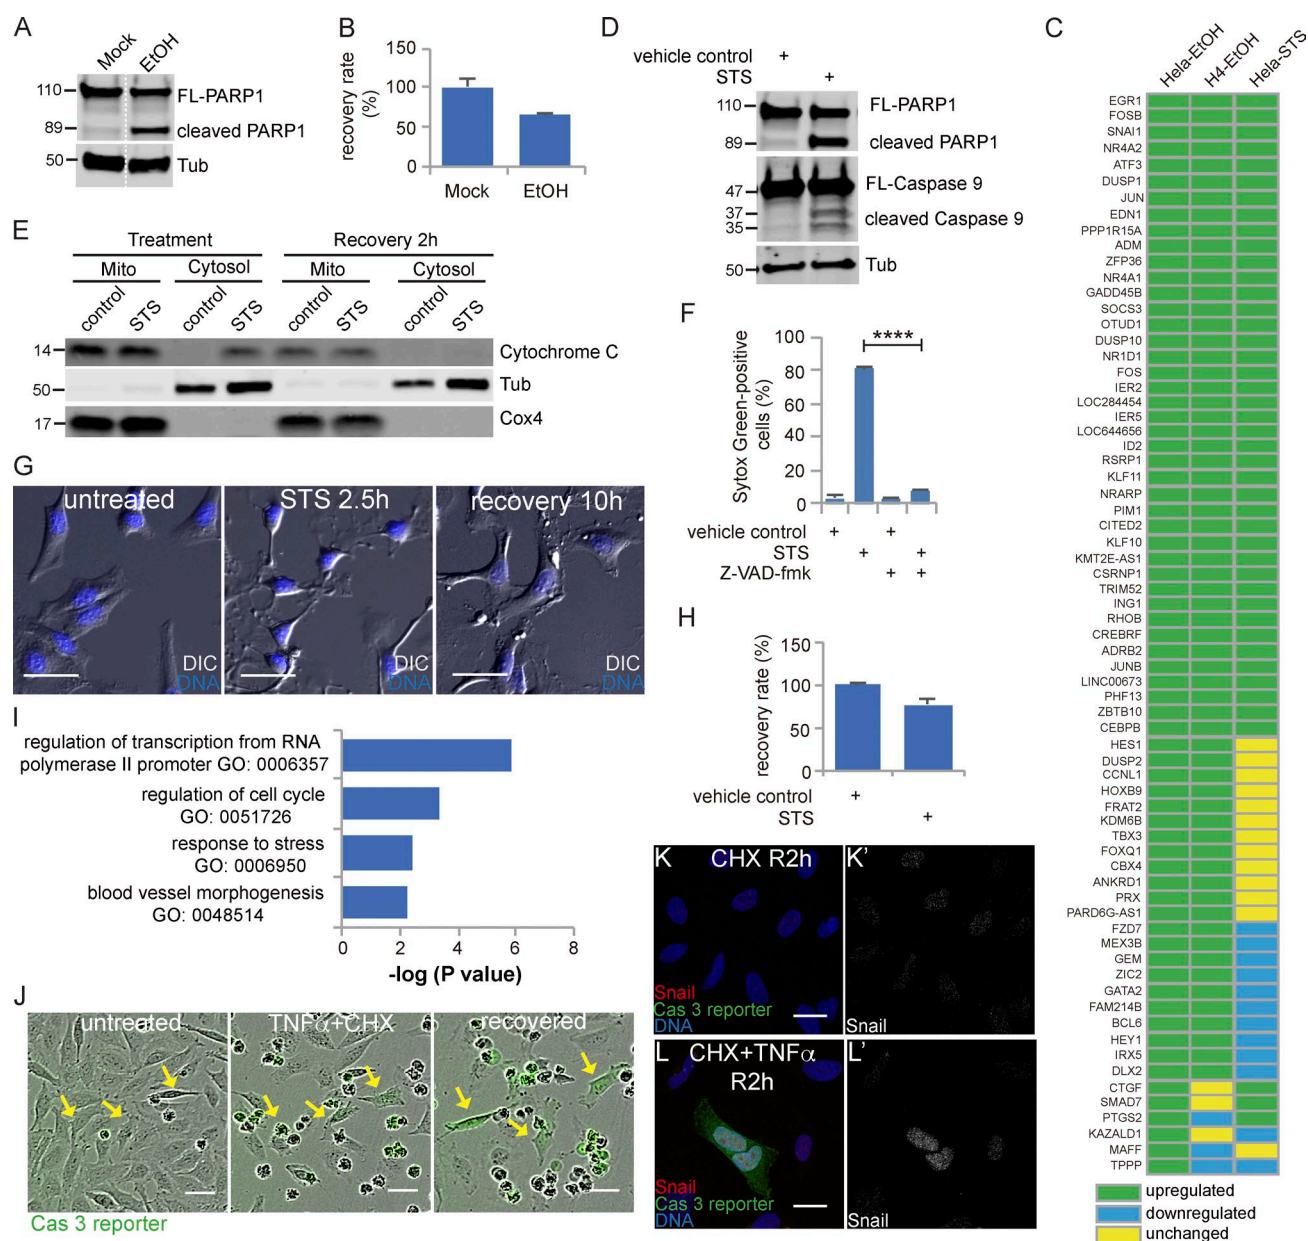 A
Mock
EtOH
110
FL-PARP1
89
cleaved PARP1
50
Tub
B
recovery rate
(%)
150
100
50
0
Mock
EtOH
D
vehicle control
+
STS
+
110
FL-PARP1
89
cleaved PARP1
47
FL-Caspase 9
37
35
cleaved Caspase 9
50
Tub
C
Hela-EtOH
H4-EtOH
Hela-STS
EGR1
FOSB
SNAI1
NR4A2
ATF3
DUSP1
JUN
EDN1
PPP1R15A
ADM
ZFP36
NR4A1
GADD45B
SOCS3
OTUD1
DUSP10
NR1D1
FOS
IER2
LOC284454
IER5
LOC644656
ID2
RSRP1
KLF11
NRARP
PIM1
CITED2
KLF10
KMT2E-AS1
CSRNP1
TRIM52
ING1
RHOB
CREBRF
ADRB2
JUNB
LINC00673
PHF13
ZBTB10
CEBPB
HES1
DUSP2
CCNL1
HOXB9
FRAT2
KDM6B
TBX3
FOXQ1
CBX4
ANKRD1
PRX
PARD6G-AS1
FZD7
MEX3B
GEM
ZIC2
GATA2
FAM214B
BCL6
HEY1
IRX5
DLX2
CTGF
SMAD7
PTGS2
KAZALD1
MAFF
TPPP
upregulated
downregulated
unchanged
E
Treatment
Recovery 2h
Mito
Cytosol
Mito
Cytosol
control
STS
control
STS
control
STS
control
STS
14
Cytochrome C
50
Tub
17
Cox4
F
Sytox Green-positive
cells (%)
100
80
60
40
20
0
****
vehicle control
+ +
STS
+ +
Z-VAD-fmk
+ +
G
untreated
DIC
DNA
STS 2.5h
DIC
DNA
recovery 10h
DIC
DNA
H
recovery rate (%)
150
100
50
0
vehicle control
+
STS
+
I
regulation of transcription from RNA
polymerase II promoter GO: 0006357
regulation of cell cycle
GO: 0051726
response to stress
GO: 0006950
blood vessel morphogenesis
GO: 0048514
0 2 4 6 8
-log (P value)
J
untreated
TNFα+CHX
recovered
Cas 3 reporter
K
CHX R2h
Snail
Cas 3 reporter
DNA
K'
Snail
L
CHX+TNFα
R2h
Snail
Cas 3 reporter
DNA
L'
Snail